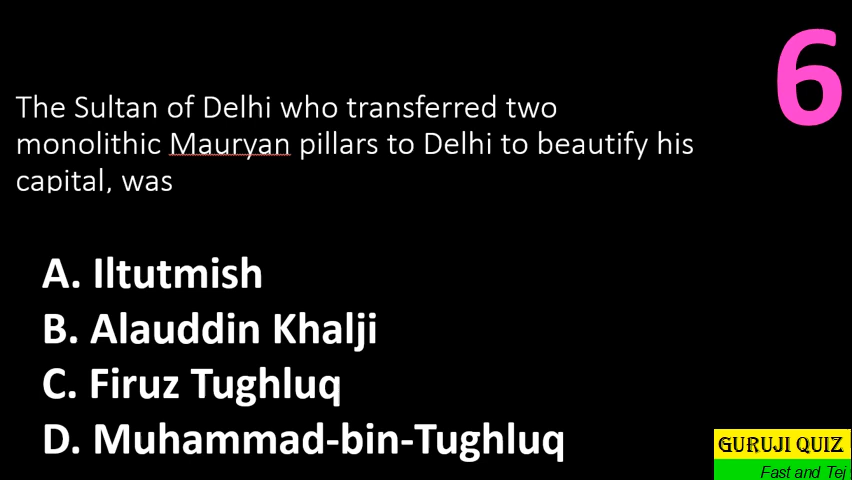 6
The Sultan of Delhi who transferred two
monolithic Mauryan pillars to Delhi to beautify his
capital, was
A. Iltutmish
B. Alauddin Khalji
C. Firuz Tughluq
D. Muhammad-bin-Tughluq
GURUJI QUIZ
Fast and Tej